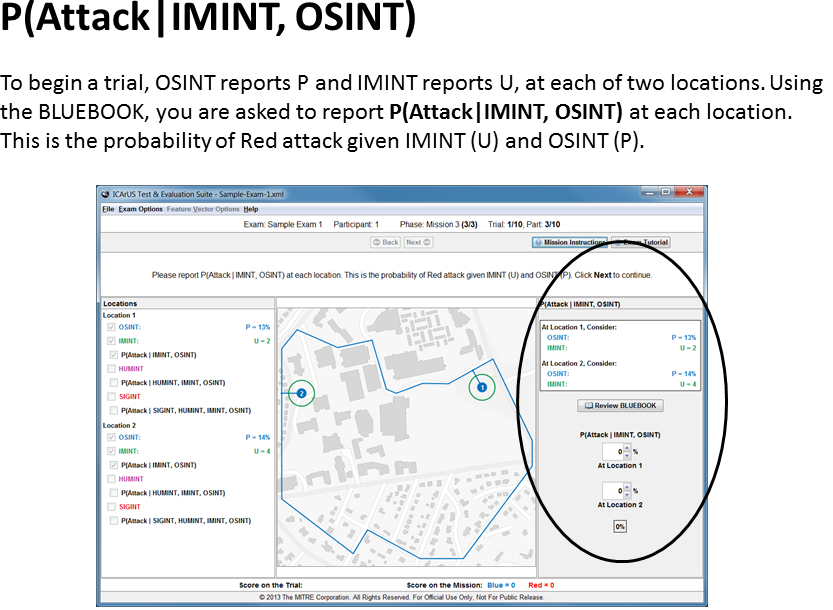 P(Attack|IMINT, OSINT)
To begin a trial, OSINT reports P and IMINT reports U, at each of two locations. Using
the BLUEBOOK, you are asked to report P(Attack|IMINT, OSINT) at each location.
This is the probability of Red attack given IMINT (U) and OSINT (P).
ICArUS Test & Evaluation Suite - Sample-Exam-1.xml
File Exam Options Feature Vector Options Help
Exam: Sample Exam 1 Participant: 1 Phase: Mission 3 (3/3) Trial: 1/10, Part: 3/10
Back Next Mission Instructions Exam Tutorial
Please report P(Attack | IMINT, OSINT) at each location. This is the probability of Red attack given IMINT (U) and OSINT (P). Click Next to continue.
Locations
Location 1
OSINT: P = 13%
IMINT: U = 2
P(Attack | IMINT, OSINT)
HUMINT
P(Attack | HUMINT, IMINT, OSINT)
SIGINT
P(Attack | SIGINT, HUMINT, IMINT, OSINT)
Location 2
OSINT: P = 14%
IMINT: U = 4
P(Attack | IMINT, OSINT)
HUMINT
P(Attack | HUMINT, IMINT, OSINT)
SIGINT
P(Attack | SIGINT, HUMINT, IMINT, OSINT)
2
1
P(Attack | IMINT, OSINT)
At Location 1, Consider:
OSINT: P = 13%
IMINT: U = 2
At Location 2, Consider:
OSINT: P = 14%
IMINT: U = 4
Review BLUEBOOK
P(Attack | IMINT, OSINT)
0 %
At Location 1
0 %
At Location 2
0%
Score on the Trial: Score on the Mission: Blue = 0 Red = 0
© 2013 The MITRE Corporation. All Rights Reserved. For Official Use Only. Not For Public Release.